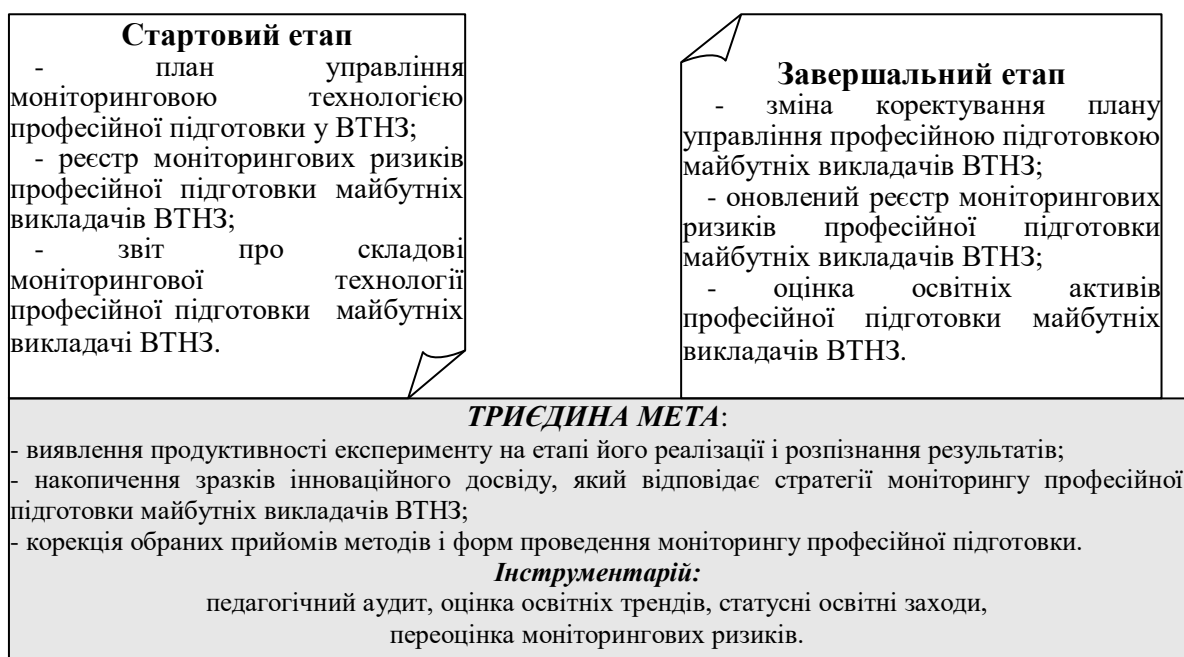 Стартовий етап
- план управління
моніторинговою технологією
професійної підготовки у ВТНЗ;
- реєстр моніторингових ризиків
професійної підготовки майбутніх
викладачів ВТНЗ;
- звіт про складові
моніторингової технології
професійної підготовки майбутніх
викладачі ВТНЗ.
Завершальний етап
- зміна коректування плану
управління професійною підготовкою
майбутніх викладачів ВТНЗ;
- оновлений реєстр моніторингових
ризиків професійної підготовки
майбутніх викладачів ВТНЗ;
- оцінка освітніх активів
професійної підготовки майбутніх
викладачів ВТНЗ.
ТРИЄДИНА МЕТА:
- виявлення продуктивності експерименту на етапі його реалізації і розпізнання результатів;
- накопичення зразків інноваційного досвіду, який відповідає стратегії моніторингу професійної
підготовки майбутніх викладачів ВТНЗ;
- корекція обраних прийомів методів і форм проведення моніторингу професійної підготовки.
Інструментарій:
педагогічний аудит, оцінка освітніх трендів, статусні освітні заходи,
переоцінка моніторингових ризиків.